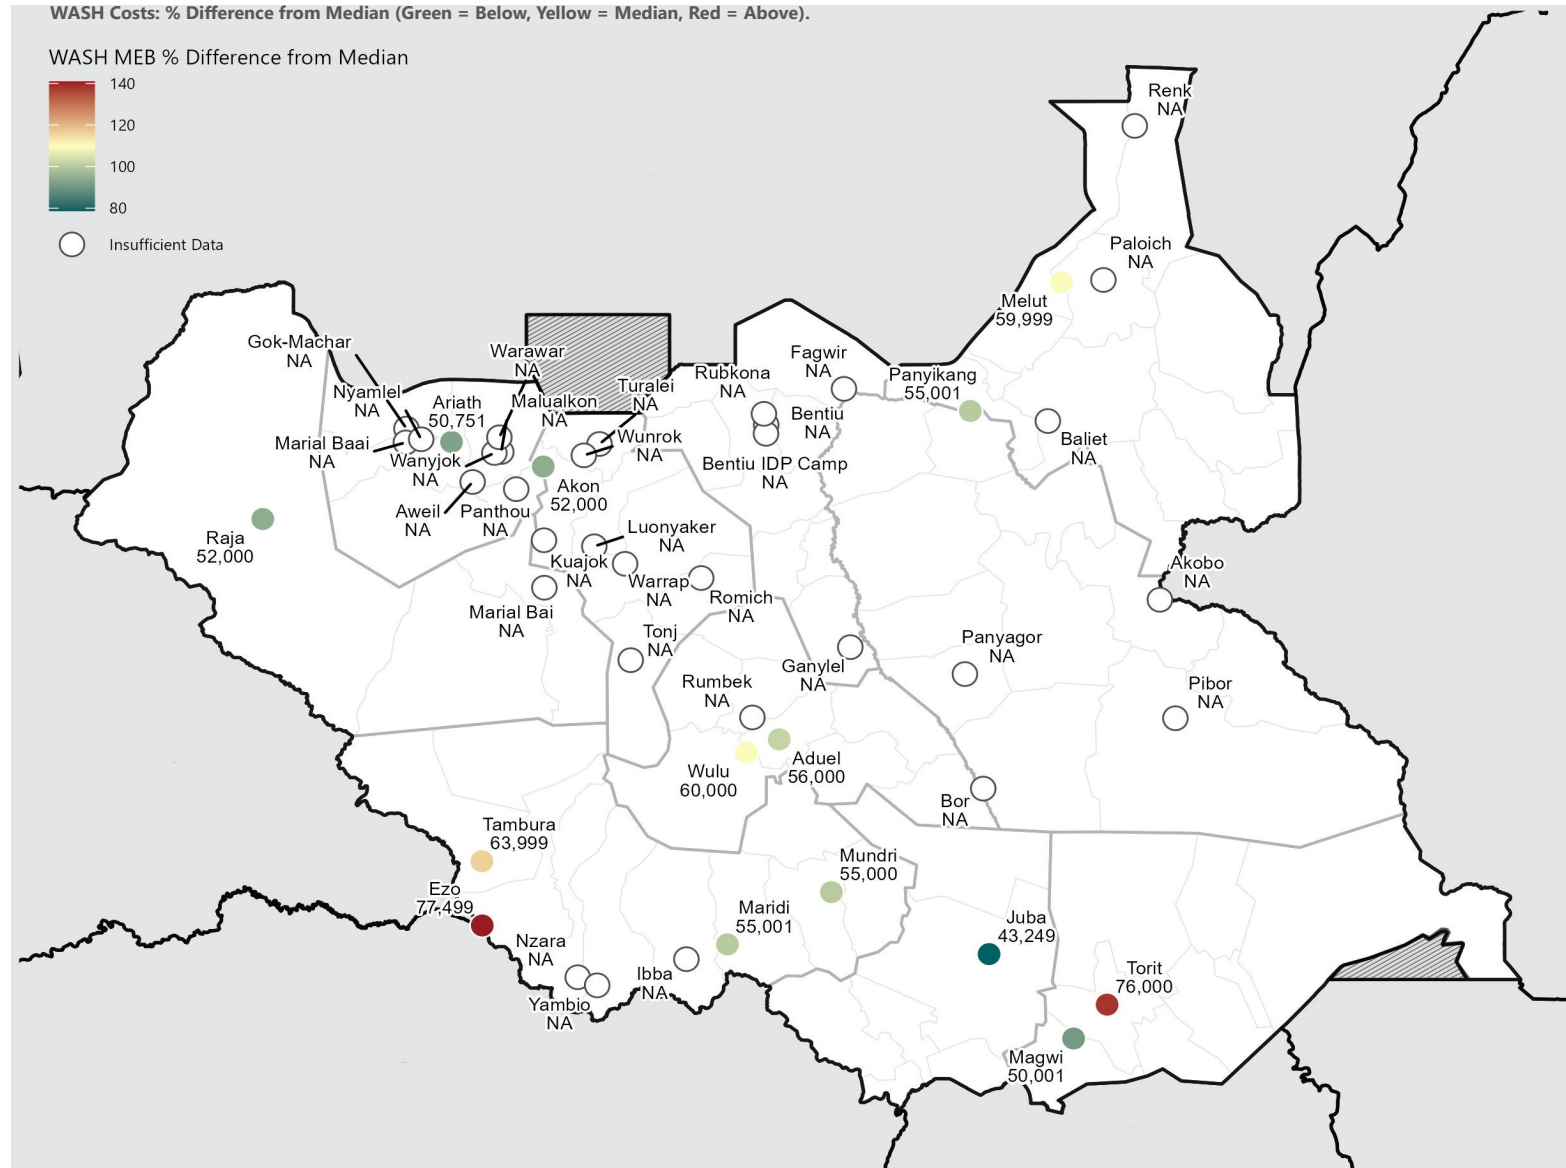 WASH Costs: % Difference from Median (Green = Below, Yellow = Median, Red = Above).
WASH MEB % Difference from Median
140
120
100
80
Insufficient Data
Renk
NA
Paloich
NA
Melut
59,999
Gok-Machar
NA
Warawar
NA
Fagwir
NA
Rubkona
NA
Panyikang
55,001
Turalei
NA
Nyamlel
NA
Ariath
50,751
Malualkon
NA
Bentiu
NA
Baliet
NA
Marial Baai
NA
Wanyjok
NA
Wunrok
NA
Bentiu IDP Camp
NA
Akon
52,000
Aweil
NA
Panthou
NA
Raja
52,000
Luonyaker
NA
Kuajok
NA
Akobo
NA
Warrap
NA
Romich
NA
Marial Bai
NA
Tonj
NA
Panyagor
NA
Ganylel
NA
Rumbek
NA
Pibor
NA
Wulu
60,000
Aduel
56,000
Bor
NA
Tambura
63,999
Mundri
55,000
Ezo
77,499
Maridi
55,001
Juba
43,249
Nzara
NA
Ibba
NA
Torit
76,000
Yambio
NA
Magwi
50,001